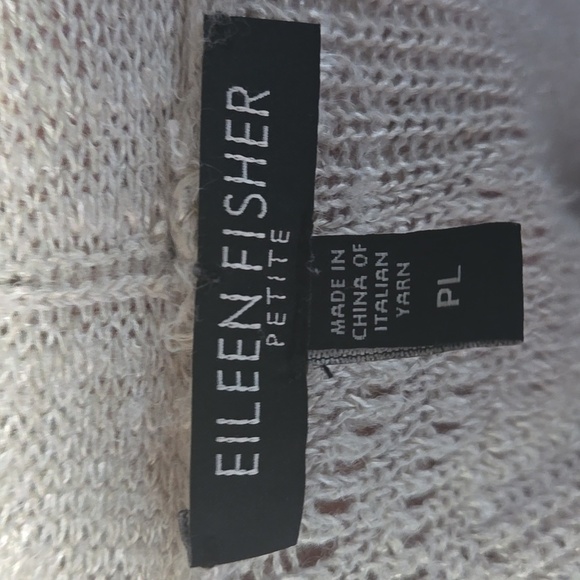 EILEEN FISHER
PETITE
MADE IN
CHINA OF
ITALIAN
YARN
PL